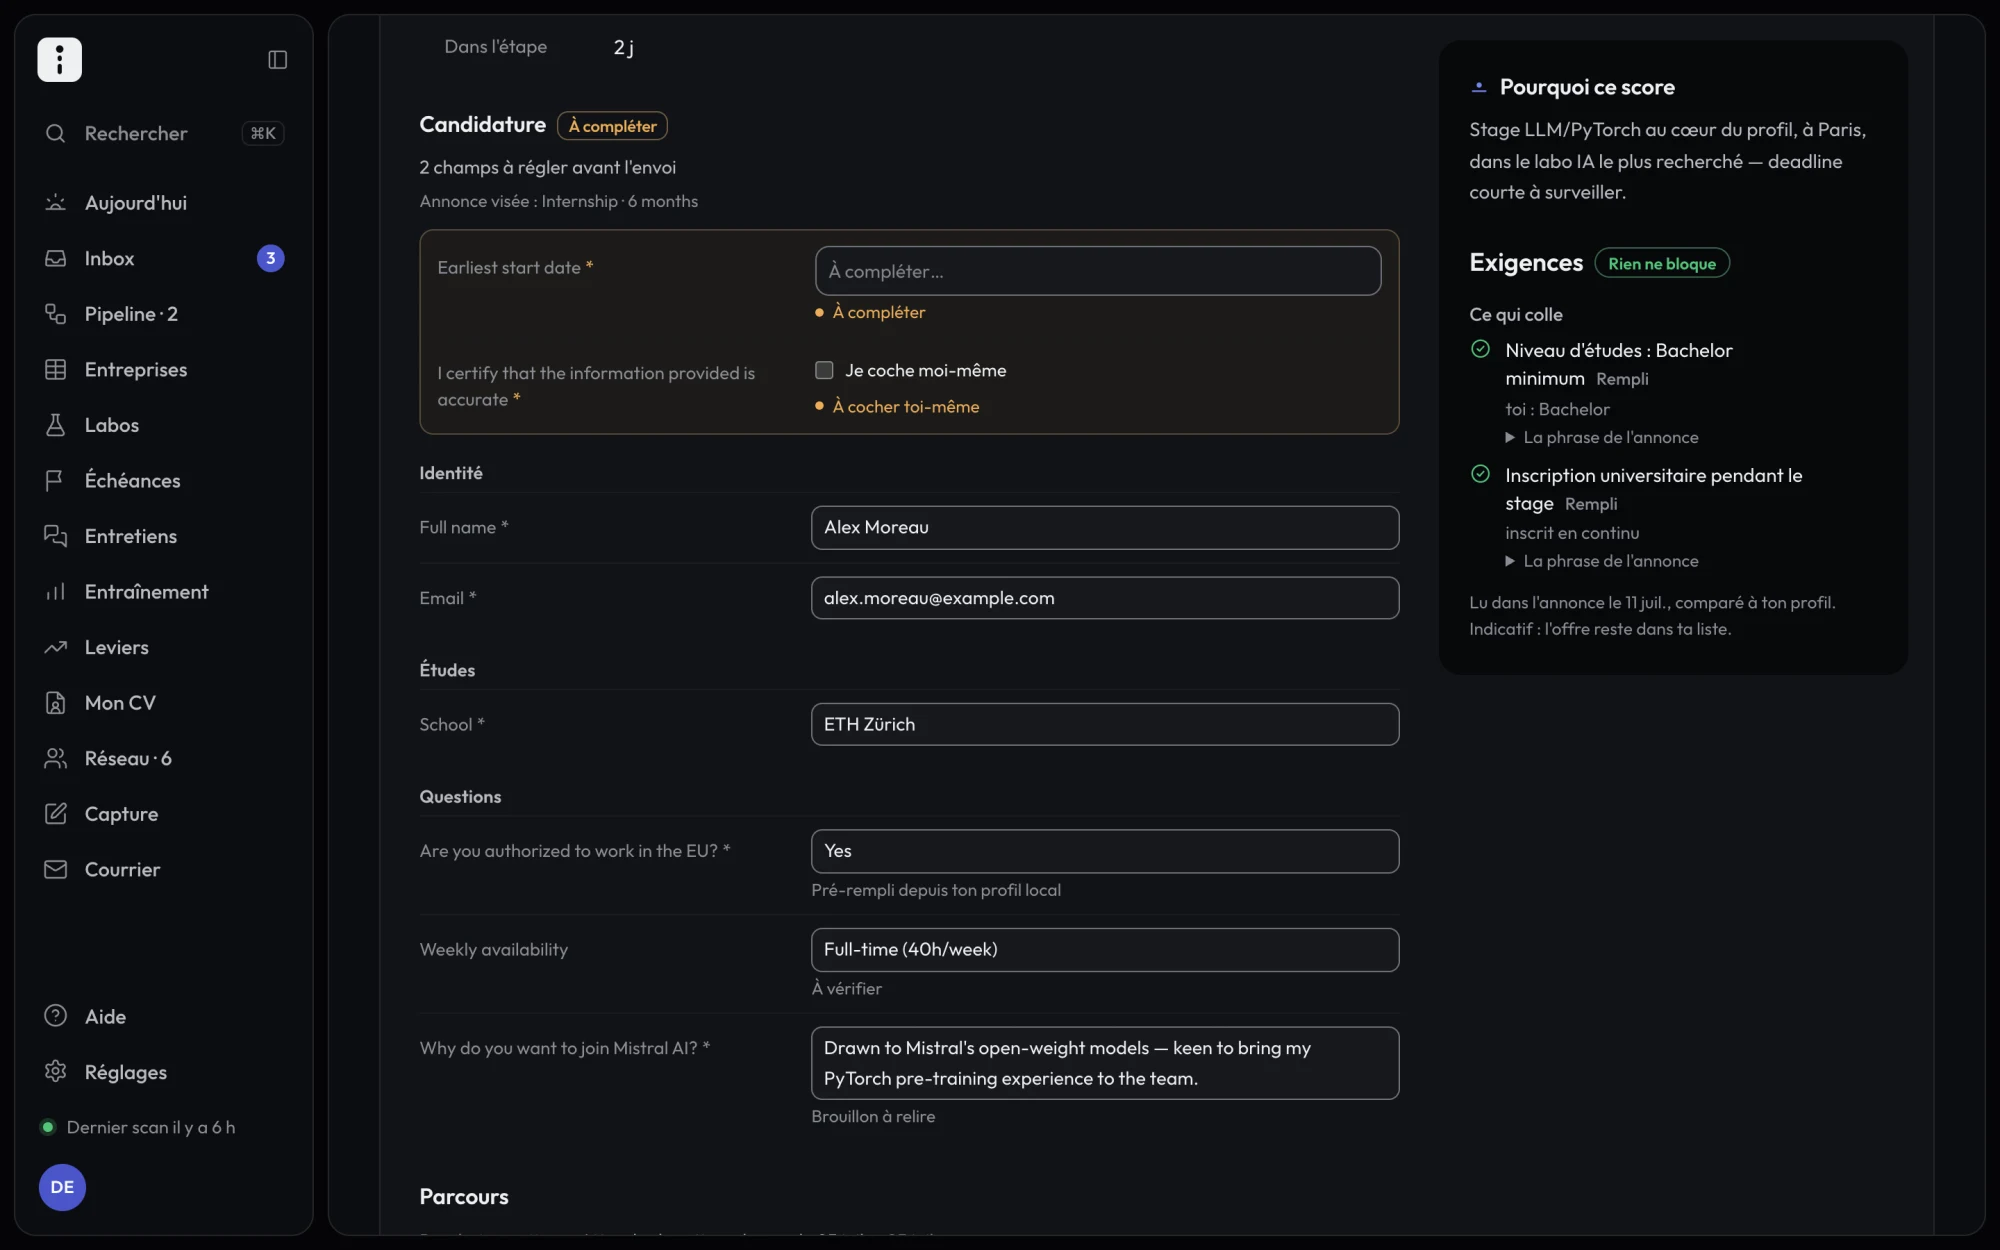 Rechercher ⌘K
Aujourd'hui
Inbox 3
Pipeline · 2
Entreprises
Labos
Échéances
Entretiens
Entraînement
Leviers
Mon CV
Réseau · 6
Capture
Courrier
Aide
Réglages
Dernier scan il y a 6 h
DE
Dans l'étape 2 j
Candidature À compléter
2 champs à régler avant l'envoi
Annonce visée : Internship · 6 months
Earliest start date *
À compléter...
À compléter
I certify that the information provided is
accurate *
Je coche moi-même
À cocher toi-même
Identité
Full name * Alex Moreau
Email * alex.moreau@example.com
Études
School * ETH Zürich
Questions
Are you authorized to work in the EU? * Yes
Pré-rempli depuis ton profil local
Weekly availability Full-time (40h/week)
À vérifier
Why do you want to join Mistral AI? *
Drawn to Mistral's open-weight models — keen to bring my
PyTorch pre-training experience to the team.
Brouillon à relire
Parcours
Pourquoi ce score
Stage LLM/PyTorch au cœur du profil, à Paris,
dans le labo IA le plus recherché — deadline
courte à surveiller.
Exigences Rien ne bloque
Ce qui colle
Niveau d'études : Bachelor
minimum Rempli
toi : Bachelor
La phrase de l'annonce
Inscription universitaire pendant le
stage Rempli
inscrit en continu
La phrase de l'annonce
Lu dans l'annonce le 11 juil., comparé à ton profil.
Indicatif : l'offre reste dans ta liste.